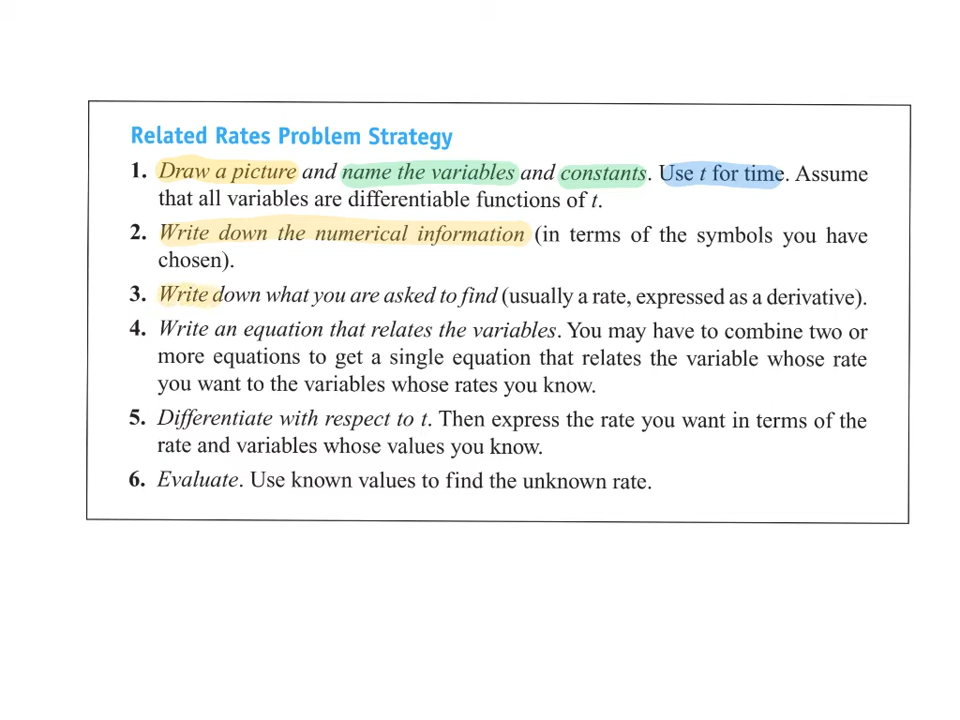 Related Rates Problem Strategy
1. Draw a picture and name the variables and constants. Use t for time. Assume
that all variables are differentiable functions of t.
2. Write down the numerical information (in terms of the symbols you have
chosen).
3. Write down what you are asked to find (usually a rate, expressed as a derivative).
4. Write an equation that relates the variables. You may have to combine two or
more equations to get a single equation that relates the variable whose rate
you want to the variables whose rates you know.
5. Differentiate with respect to t. Then express the rate you want in terms of the
rate and variables whose values you know.
6. Evaluate. Use known values to find the unknown rate.